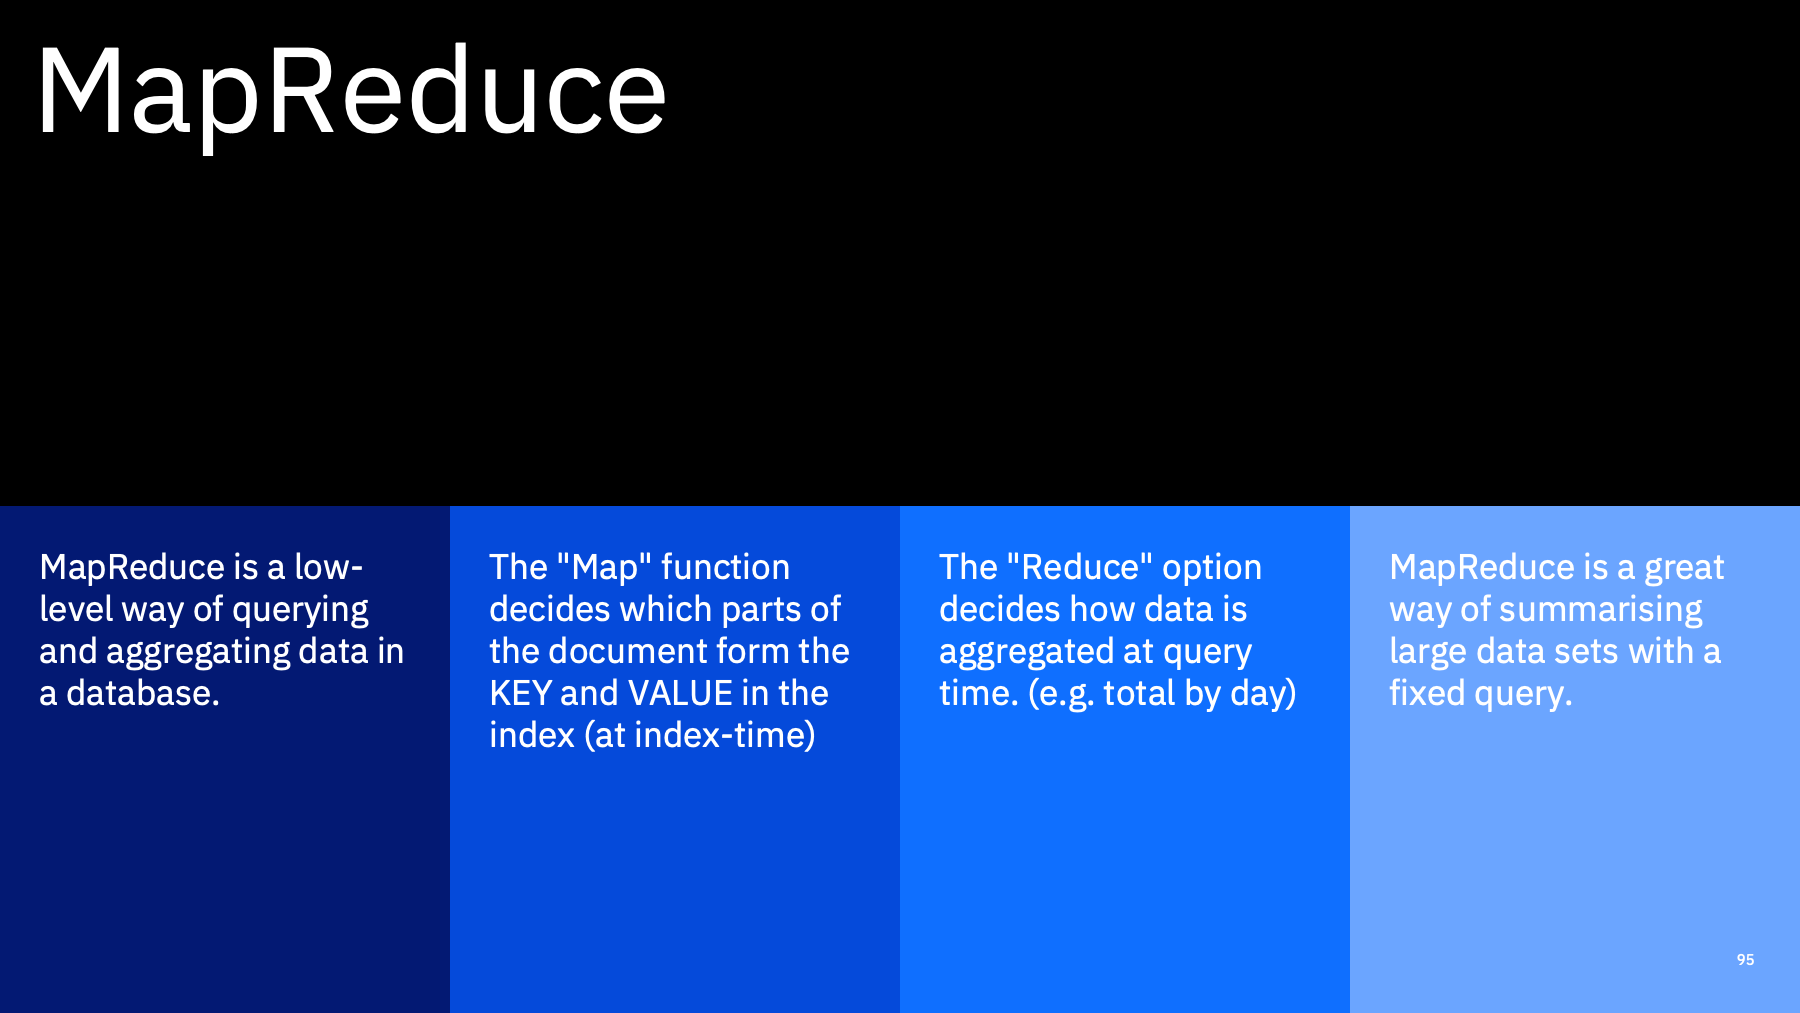 MapReduce
MapReduce is a low-
level way of querying
and aggregating data in
a database.
The "Map" function
decides which parts of
the document form the
KEY and VALUE in the
index (at index-time)
The "Reduce" option
decides how data is
aggregated at query
time. (e.g. total by day)
MapReduce is a great
way of summarising
large data sets with a
fixed query.
95